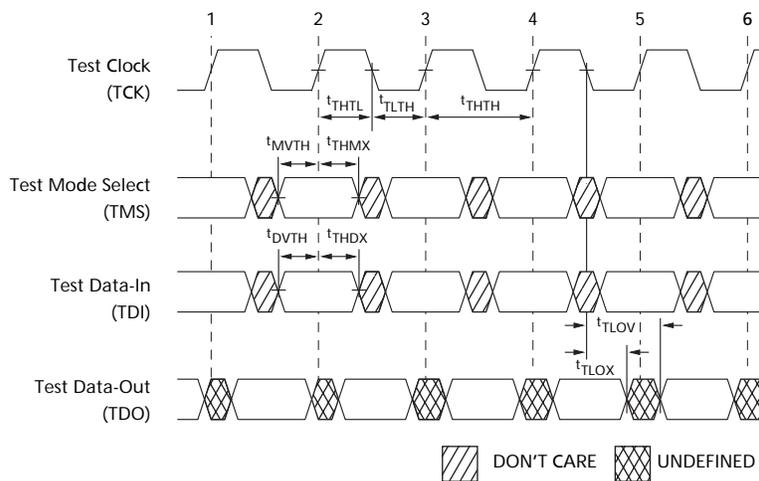 1 2 3 4 5 6
Test Clock
(TCK)
tTHTL tTLTH tTHTH
tMVTH tTHMX
Test Mode Select
(TMS)
tDVTH tTHDX
Test Data-In
(TDI)
tTLOV
tTLOX
Test Data-Out
(TDO)
DON'T CARE UNDEFINED